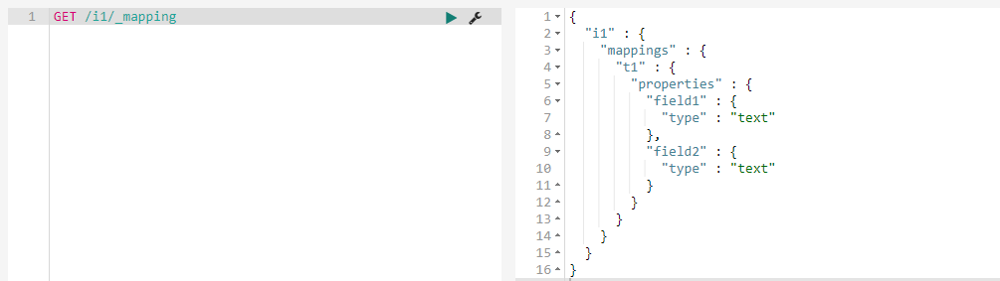 1 GET /i1/_mapping
1 {
2 "i1" : {
3 "mappings" : {
4 "t1" : {
5 "properties" : {
6 "field1" : {
7 "type" : "text"
8 },
9 "field2" : {
10 "type" : "text"
11 }
12 }
13 }
14 }
15 }
16 }